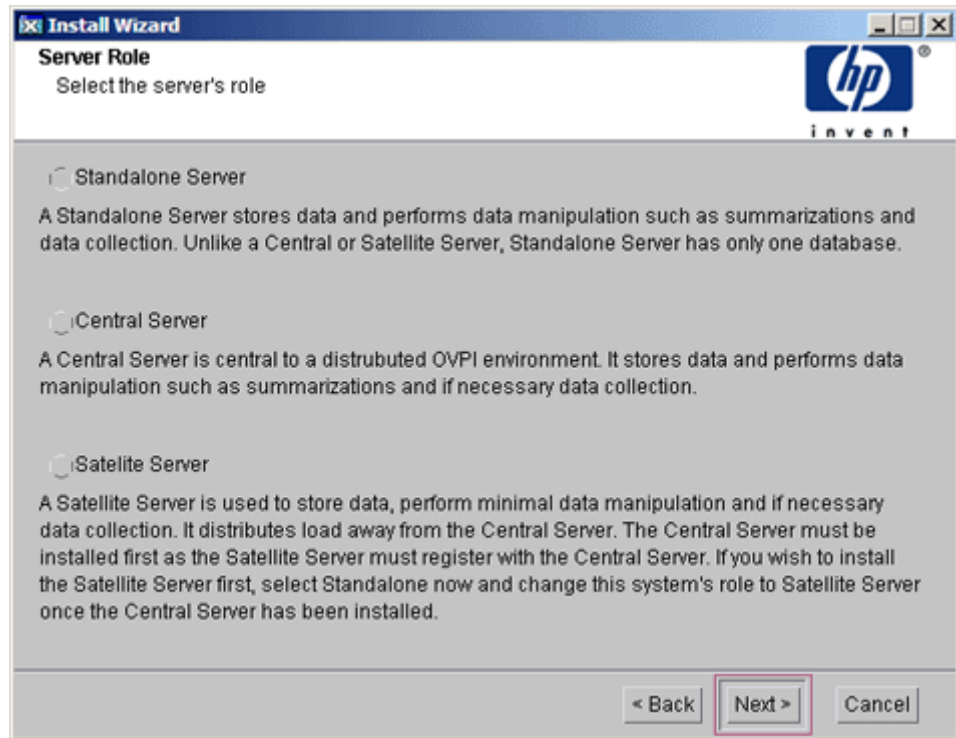 Install Wizard
Server Role
Select the server's role
hp
®
invent
Standalone Server
A Standalone Server stores data and performs data manipulation such as summarizations and
data collection. Unlike a Central or Satellite Server, Standalone Server has only one database.
Central Server
A Central Server is central to a distrubuted OVPI environment. It stores data and performs data
manipulation such as summarizations and if necessary data collection.
Satelite Server
A Satellite Server is used to store data, perform minimal data manipulation and if necessary
data collection. It distributes load away from the Central Server. The Central Server must be
installed first as the Satellite Server must register with the Central Server. If you wish to install
the Satellite Server first, select Standalone now and change this system's role to Satellite Server
once the Central Server has been installed.
< Back Next > Cancel